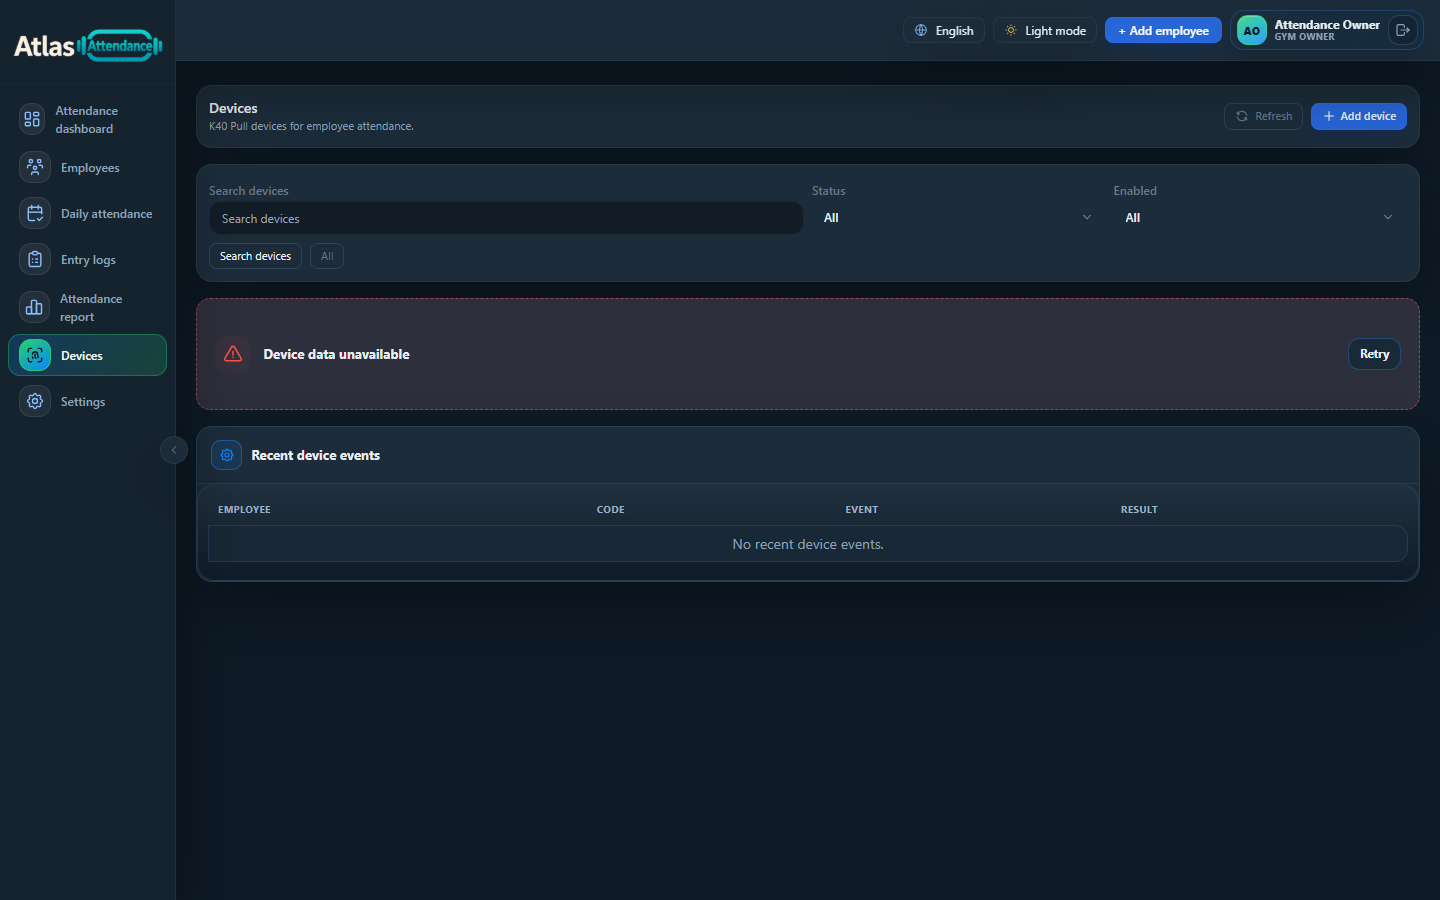 Atlas Attendance
English
Light mode
+ Add employee
AO
Attendance Owner
GYM OWNER
Attendance
dashboard
Employees
Daily attendance
Entry logs
Attendance
report
Devices
Settings
Devices
K40 Pull devices for employee attendance.
Refresh
Add device
Search devices
Status
Enabled
Search devices
All
All
Search devices
All
Device data unavailable
Retry
Recent device events
EMPLOYEE CODE EVENT RESULT
No recent device events.